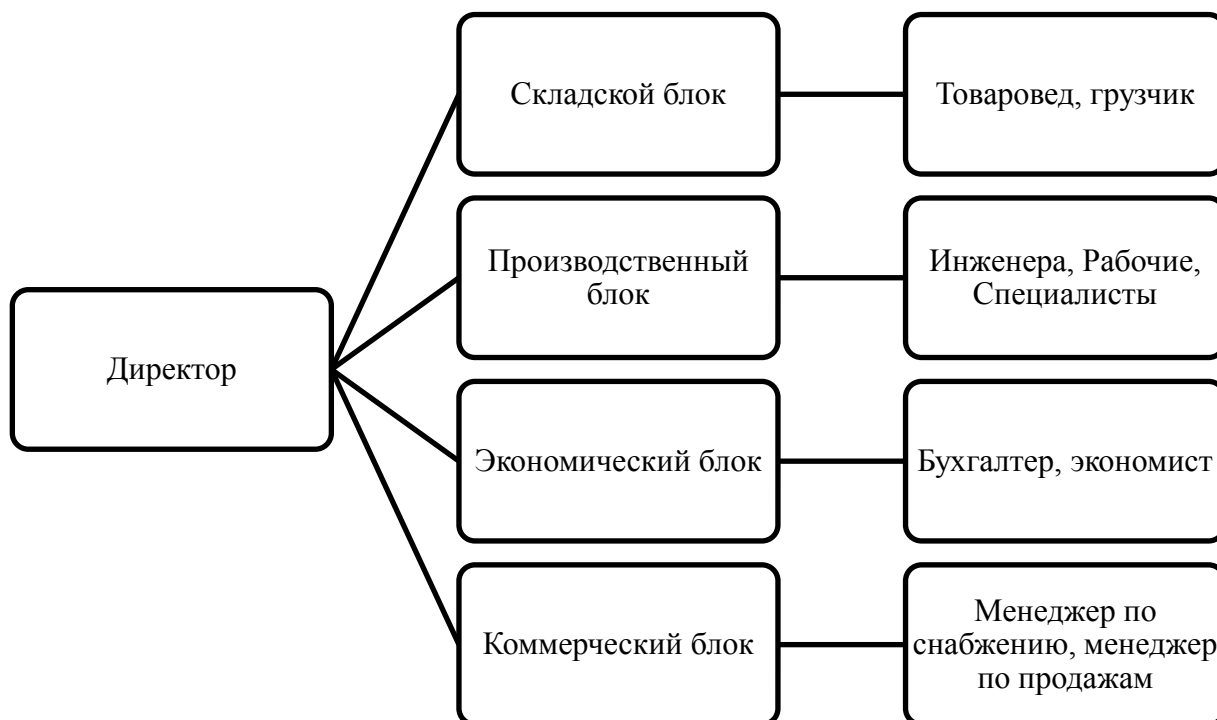 Складской блок
Товаровед, грузчик
Производственный
блок
Инженера, Рабочие,
Специалисты
Директор
Экономический блок
Бухгалтер, экономист
Коммерческий блок
Менеджер по
снабжению, менеджер
по продажам